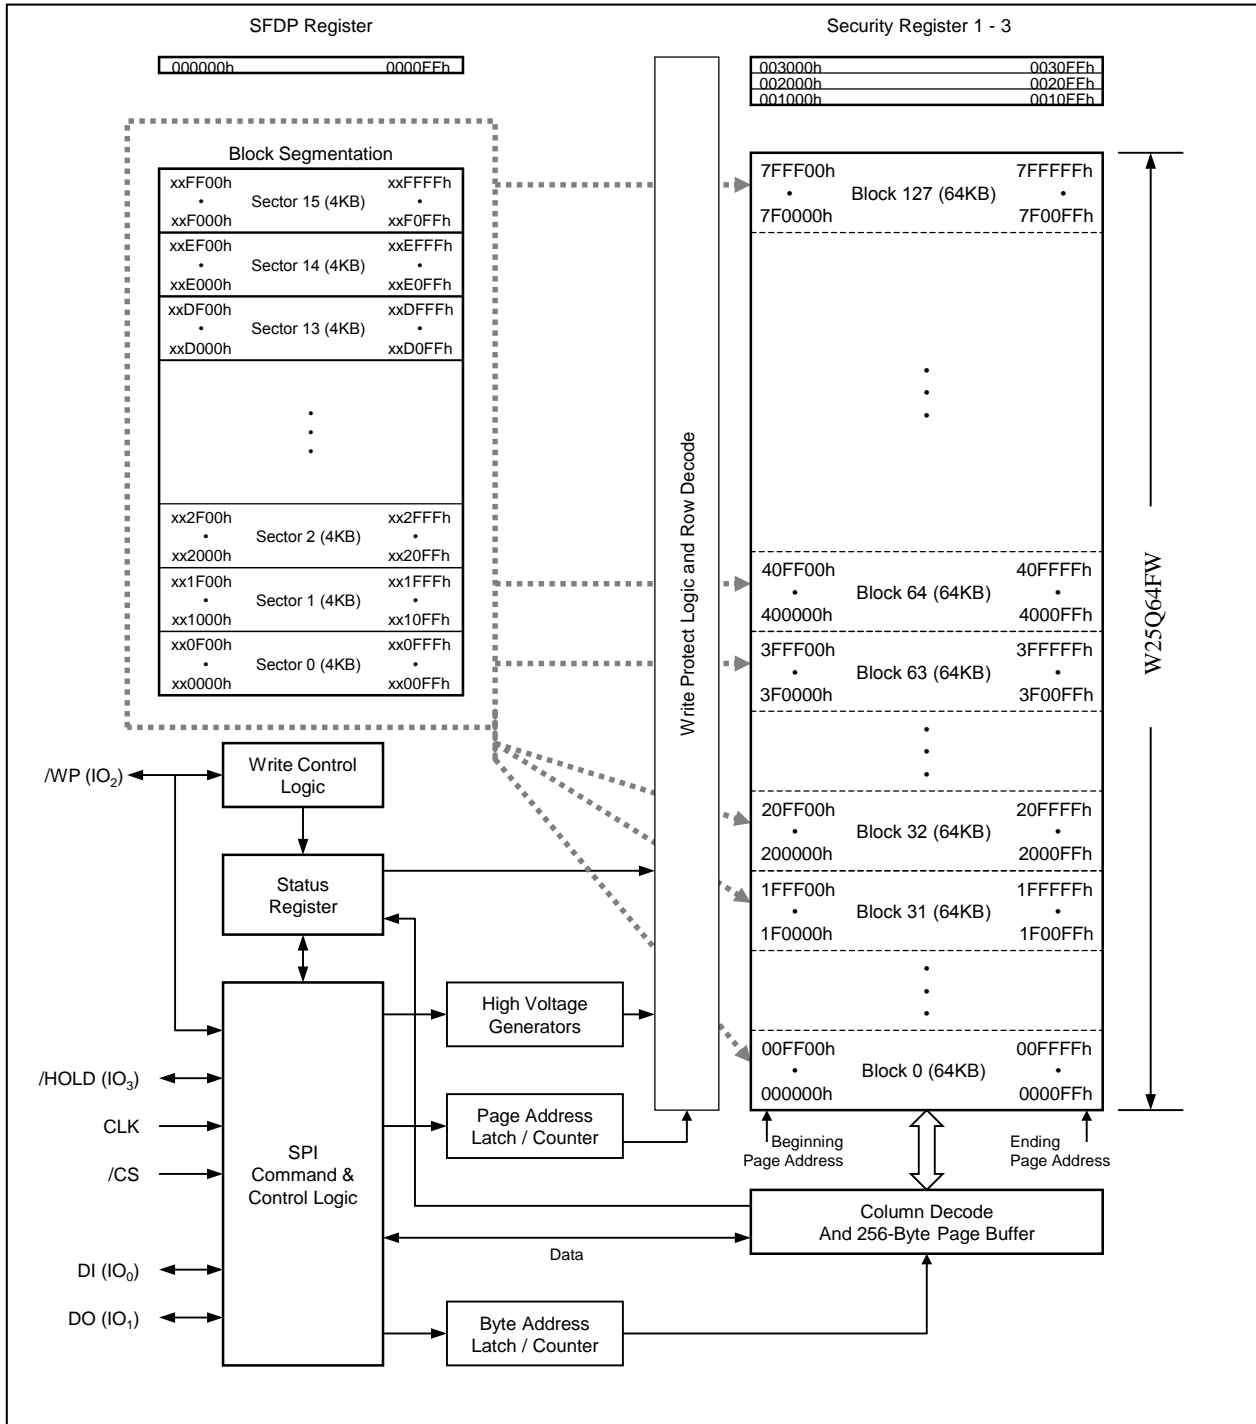 SFDP Register
000000h 0000FFh
Security Register 1 - 3
003000h 0030FFh
002000h 0020FFh
001000h 0010FFh
Block Segmentation
xxFF00h xxFFFFh
• Sector 15 (4KB) •
xxF000h xxF0FFh
xxEF00h xxEFFFh
• Sector 14 (4KB) •
xxE000h xxE0FFh
xxDF00h xxDFFFh
• Sector 13 (4KB) •
xxD000h xxD0FFh
xx2F00h xx2FFFh
• Sector 2 (4KB) •
xx2000h xx20FFh
xx1F00h xx1FFFh
• Sector 1 (4KB) •
xx1000h xx10FFh
xx0F00h xx0FFFh
• Sector 0 (4KB) •
xx0000h xx00FFh
Write Protect Logic and Row Decode
7FFF00h 7FFFFFh
• Block 127 (64KB) •
7F0000h 7F00FFh
40FF00h 40FFFFh
• Block 64 (64KB) •
400000h 4000FFh
3FFF00h 3FFFFFh
• Block 63 (64KB) •
3F0000h 3F00FFh
20FF00h 20FFFFh
• Block 32 (64KB) •
200000h 2000FFh
1FFF00h 1FFFFFh
• Block 31 (64KB) •
1F0000h 1F00FFh
00FF00h 00FFFFh
• Block 0 (64KB) •
000000h 0000FFh
W25Q64FW
Beginning
Page Address
Ending
Page Address
/WP (IO2)
Write Control
Logic
Status
Register
High Voltage
Generators
/HOLD (IO3)
CLK
/CS
DI (IO0)
DO (IO1)
SPI
Command &
Control Logic
Page Address
Latch / Counter
Column Decode
And 256-Byte Page Buffer
Data
Byte Address
Latch / Counter